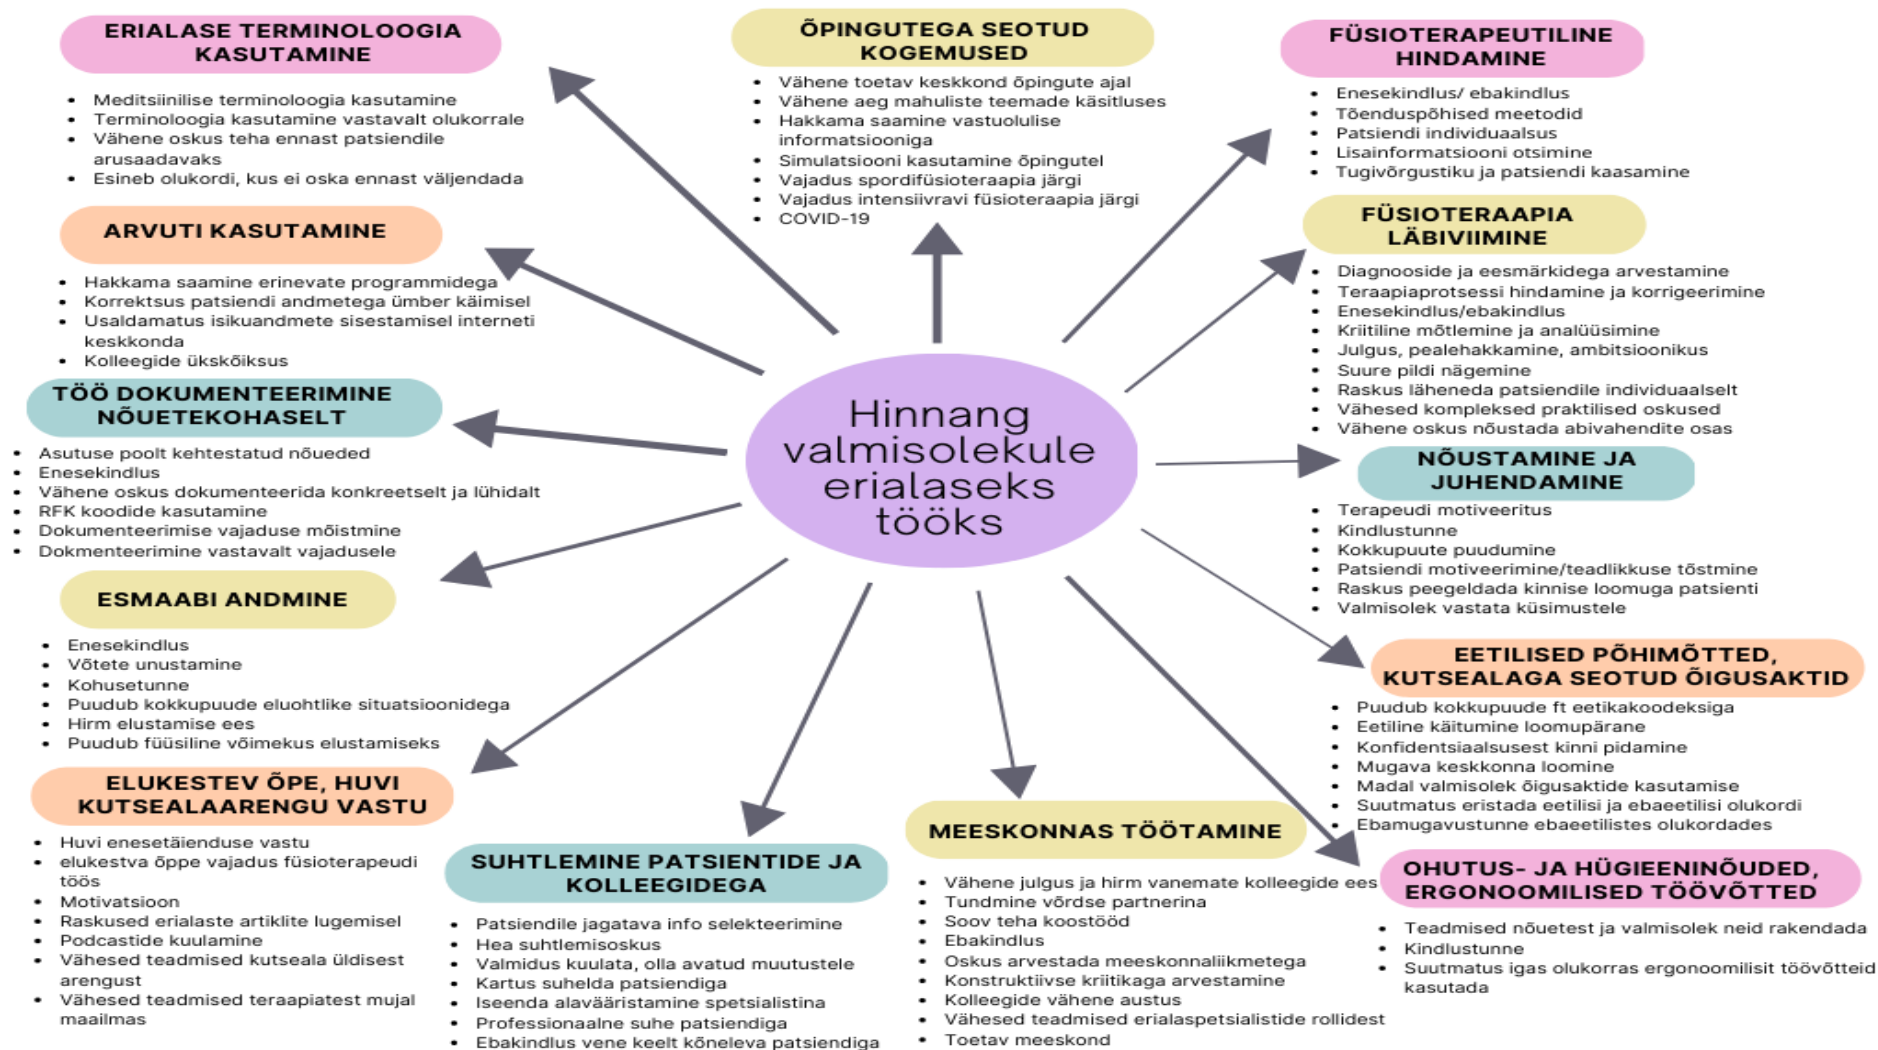 ERIALASE TERMINOLOOGIA
KASUTAMINE
• Meditsiinilise terminoloogia kasutamine
• Terminoloogia kasutamine vastavalt olukorrale
• Vähene oskus teha ennast patsiendile
arusaadavaks
• Esineb olukordi, kus ei oska ennast väljendada
ÕPINGUTEGA SEOTUD
KOGEMUSED
• Vähene toetav keskkond õpingute ajal
• Vähene aeg mahuliste teemade käsitluses
• Hakkama saamine vastuolulise
informatsiooniga
• Simulatsiooni kasutamine õpingutel
• Vajadus spordifüsioteraapia järgi
• Vajadus intensiivravi füsioteraapia järgi
• COVID-19
FÜSIOTERAPEUTILINE
HINDAMINE
• Enesekindlus/ ebakindlus
• Tõenduspõhised meetodid
• Patsiendi individuaalsus
• Lisainformatsiooni otsimine
• Tugivõrgustiku ja patsiendi kaasamine
ARVUTI KASUTAMINE
• Hakkama saamine erinevate programmidega
• Korrektsus patsiendi andmetega ümber käimisel
• Usaldamatus isikuandmete sisestamisel interneti
keskkonda
• Kolleegide ükskõiksus
FÜSIOTERAAPIA
LÄBIVIIMINE
• Diagnooside ja eesmärkidega arvestamine
• Teraapiaprotsessi hindamine ja korrigeerimine
• Enesekindlus/ebakindlus
• Kriitiline mõtlemine ja analüüsimine
• Julgus, pealehakkamine, ambitsioonikus
• Suure pildi nägemine
• Raskus läheneda patsiendile individuaalselt
• Vähesed kompleksed praktilised oskused
• Vähene oskus nõustada abivahendite osas
TÖÖ DOKUMENTEERIMINE
NÕUETEKOHASELT
• Asutuse poolt kehtestatud nõueded
• Enesekindlus
• Vähene oskus dokumenteerida konkreetselt ja lühidalt
• RFK koodide kasutamine
• Dokumenteerimise vajaduse mõistmine
• Dokmenteerimine vastavalt vajadusele
Hinnang
valmisolekule
erialaseks
tööks
NÕUSTAMINE JA
JUHENDAMINE
• Terapeudi motiveeritus
• Kindlustunne
• Kokkupuute puudumine
• Patsiendi motiveerimine/teadlikkuse tõstmine
• Raskus peegeldada kinnise loomuga patsienti
• Valmisolek vastata küsimustele
ESMAABI ANDMINE
• Enesekindlus
• Võtete unustamine
• Kohusetunne
• Puudub kokkupuude eluohtlike situatsioonidega
• Hirm elustamise ees
• Puudub füüsiline võimekus elustamiseks
EETILISED PÕHIMÕTTED,
KUTSEALAGA SEOTUD ÕIGUSAKTID
• Puudub kokkupuude ft eetikakoodeksiga
• Eetiline käitumine loomupärane
• Konfidentsiaalsusest kinni pidamine
• Mugava keskkonna loomine
• Madal valmisolek õigusaktide kasutamise
• Suutmatus eristada eetilisi ja ebaeetilisi olukordi
• Ebamugavustunne ebaeetilistes olukordades
ELUKESTEV ÕPE, HUVI
KUTSEALAARENGU VASTU
• Huvi enesetäienduse vastu
• elukestva õppe vajadus füsioterapeudi
töös
• Motivatsioon
• Raskused erialaste artiklite lugemisel
• Podcastide kuulamine
• Vähesed teadmised kutseala üldisest
arengust
• Vähesed teadmised teraapiatest mujal
maailmas
SUHTLEMINE PATSIENTIDE JA
KOLLEEGIDEGA
• Patsiendile jagatava info selekteerimine
• Hea suhtlemisoskus
• Valmidus kuulata, olla avatud muutustele
• Kartus suhelda patsiendiga
• Iseenda alavääristamine spetsialistina
• Professionaalne suhe patsiendiga
• Ebakindlus vene keelt kõneleva patsiendiga
MEESKONNAS TÖÖTAMINE
• Vähene julgus ja hirm vanemate kolleegide ees
• Tundmine võrdse partnerina
• Soov teha koostööd
• Ebakindlus
• Oskus arvestada meeskonnaliikmetega
• Konstruktiivse kriitikaga arvestamine
• Kolleegide vähene austus
• Vähesed teadmised erialaspetsialistide rollidest
• Toetav meeskond
OHUTUS- JA HÜGIEENINÕUDED,
ERGONOOMILISED TÖÖVÕTTED
• Teadmised nõuetest ja valmisolek neid rakendada
• Kindlustunne
• Suutmatus igas olukorras ergonoomilisit töövõtteid
kasutada